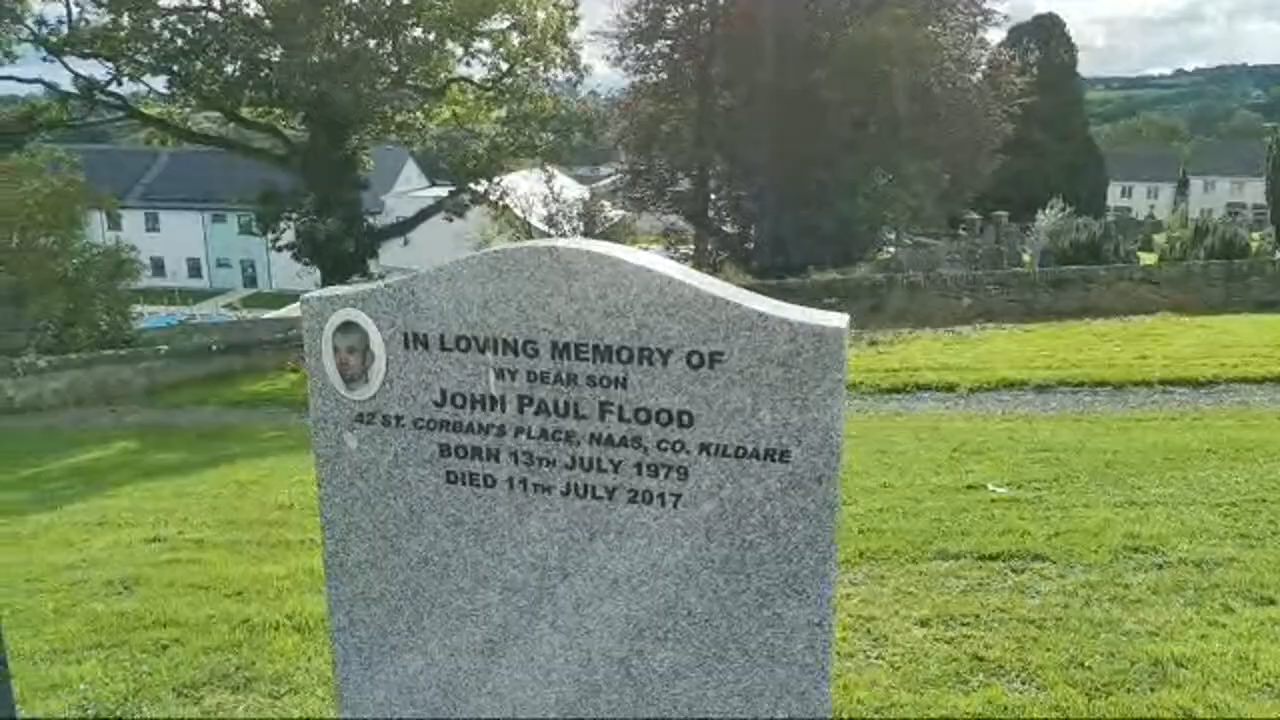 IN LOVING MEMORY OF
MY DEAR SON
JOHN PAUL FLOOD
42 ST. CORBAN'S PLACE, NAAS, CO. KILDARE
BORN 13TH JULY 1979
DIED 11TH JULY 2017